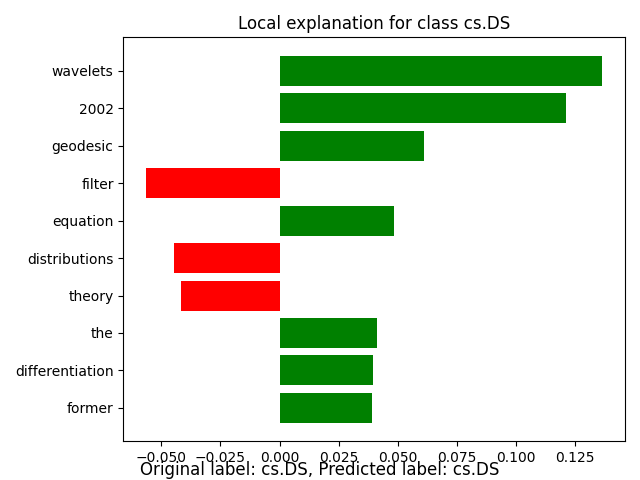 Local explanation for class cs.DS
wavelets
2002
geodesic
filter
equation
distributions
theory
the
differentiation
former
−0.050 −0.025 0.000 0.025 0.050 0.075 0.100 0.125
Original label: cs.DS, Predicted label: cs.DS